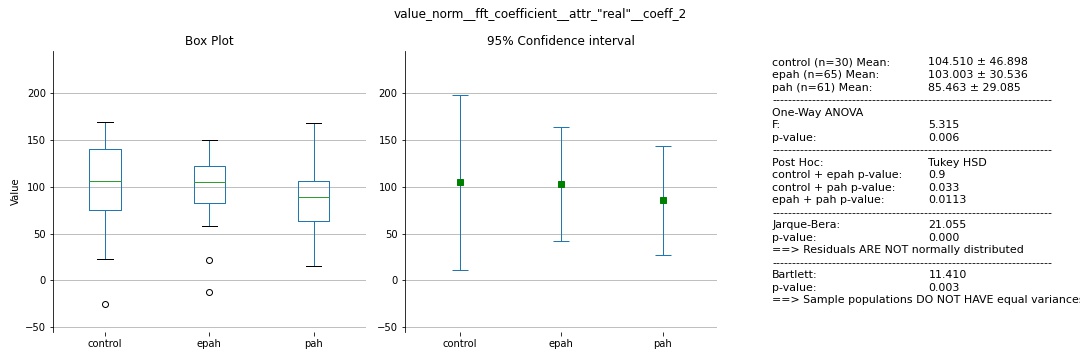 value_norm__fft_coefficient__attr_"real"__coeff_2
Box Plot
Value
200
150
100
50
0
−50
control epah pah
95% Confidence interval
200
150
100
50
0
−50
control epah pah
control (n=30) Mean: 104.510 ± 46.898
epah (n=65) Mean: 103.003 ± 30.536
pah (n=61) Mean: 85.463 ± 29.085
One-Way ANOVA
F: 5.315
p-value: 0.006
Post Hoc: Tukey HSD
control + epah p-value: 0.9
control + pah p-value: 0.033
epah + pah p-value: 0.0113
Jarque-Bera: 21.055
p-value: 0.000
==> Residuals ARE NOT normally distributed
Bartlett: 11.410
p-value: 0.003
==> Sample populations DO NOT HAVE equal variances